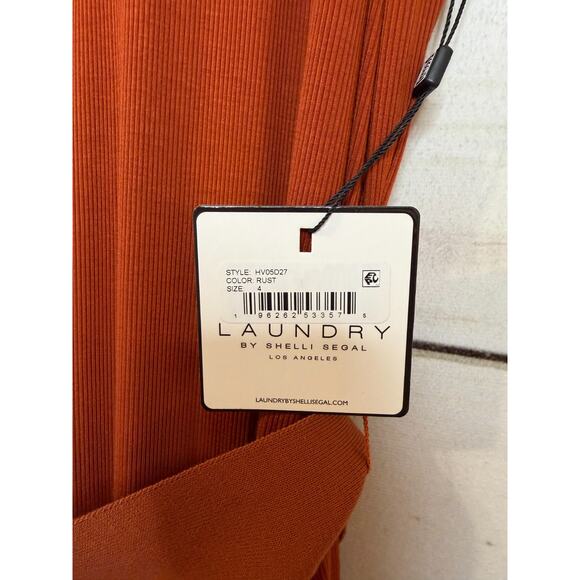 STYLE: HV05D27
COLOR: RUST
SIZE: 4
1 96262 53357 5
LAUNDRY
BY SHELLI SEGAL
LOS ANGELES
LAUNDRYBYSHELLISEGAL.COM